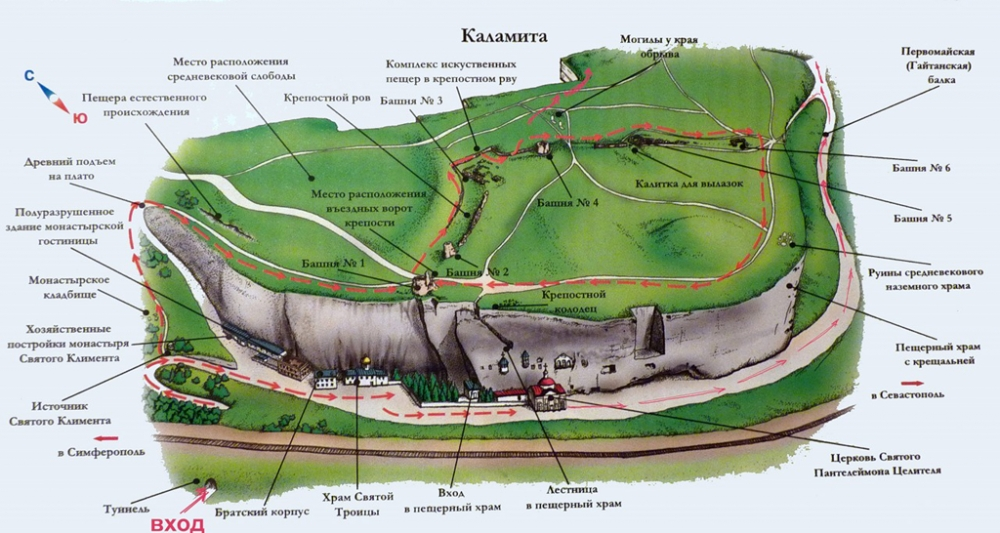 Каламита
Могилы у края
обрыва
Место расположения
средневековой слободы
Комплекс искуственных
пещер в крепостном рву
Первомайская
(Гайтанская)
балка
С
Ю
Пещера естественного
происхождения
Крепостной ров
Башня № 3
Древний подъем
на плато
Место расположения
въездных ворот
крепости
Башня № 4
Калитка для вылазок
Башня № 6
Башня № 5
Полуразрушенное
здание монастырской
гостиницы
Башня № 1
Башня № 2
Руины средневекового
наземного храма
Монастырское
кладбище
Крепостной
колодец
Хозяйственные
постройки монастыря
Святого Климента
Пещерный храм
с крещальней
в Севастополь
Источник
Святого Климента
в Симферополь
Церковь Святого
Пантелеймона Целителя
Туннель
ВХОД
Братский корпус
Храм Святой
Троицы
Вход
в пещерный храм
Лестница
в пещерный храм